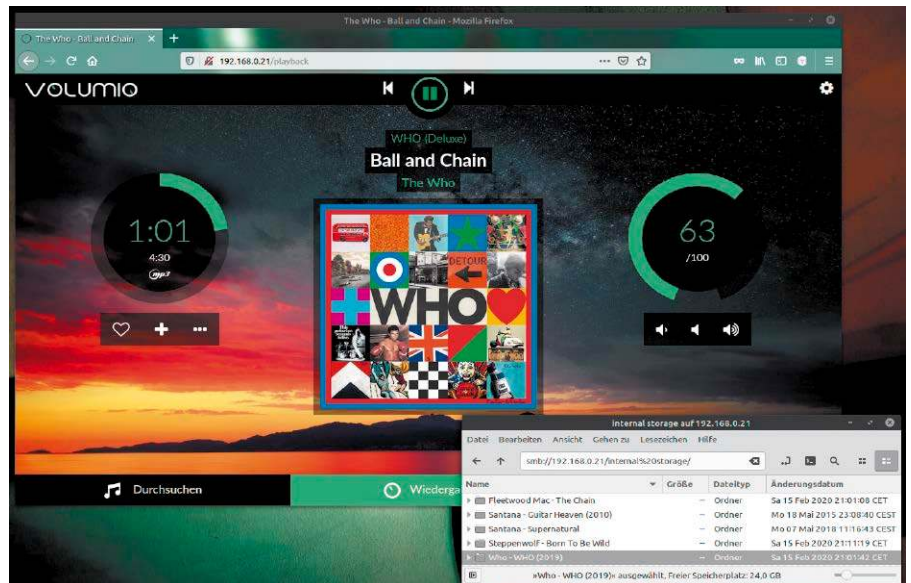 The Who - Ball and Chain - Mozilla Firefox
The Who - Ball and Chain
192.168.0.21/playback
VOLUMIO
WHO (Deluxe)
Ball and Chain
The Who
1:01
4:30
mp3
63
/100
DETOUR
WHO
Durchsuchen
Wiederga
internal storage auf 192.168.0.21
Datei Bearbeiten Ansicht Gehen zu Lesezeichen Hilfe
smb://192.168.0.21/internal%20storage/
Name Größe Dateityp Änderungsdatum
Fleetwood Mac - The Chain – Ordner Sa 15 Feb 2020 21:01:08 CET
Santana - Guitar Heaven (2010) – Ordner Mo 18 Mai 2015 23:08:40 CEST
Santana - Supernatural – Ordner Mo 07 Mai 2018 11:16:43 CEST
Steppenwolf - Born To Be Wild – Ordner Sa 15 Feb 2020 21:11:19 CET
Who - WHO (2019) – Ordner Sa 15 Feb 2020 21:01:42 CET
»Who - WHO (2019)« ausgewählt, Freier Speicherplatz: 24,0 GB